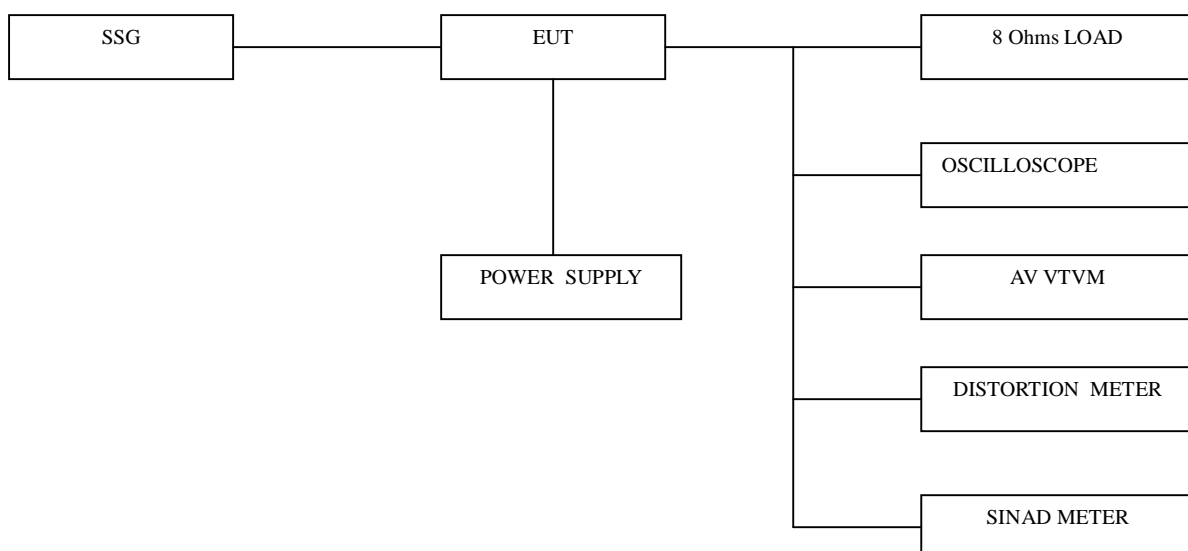 SSG
EUT
8 Ohms LOAD
OSCILLOSCOPE
POWER SUPPLY
AV VTVM
DISTORTION METER
SINAD METER